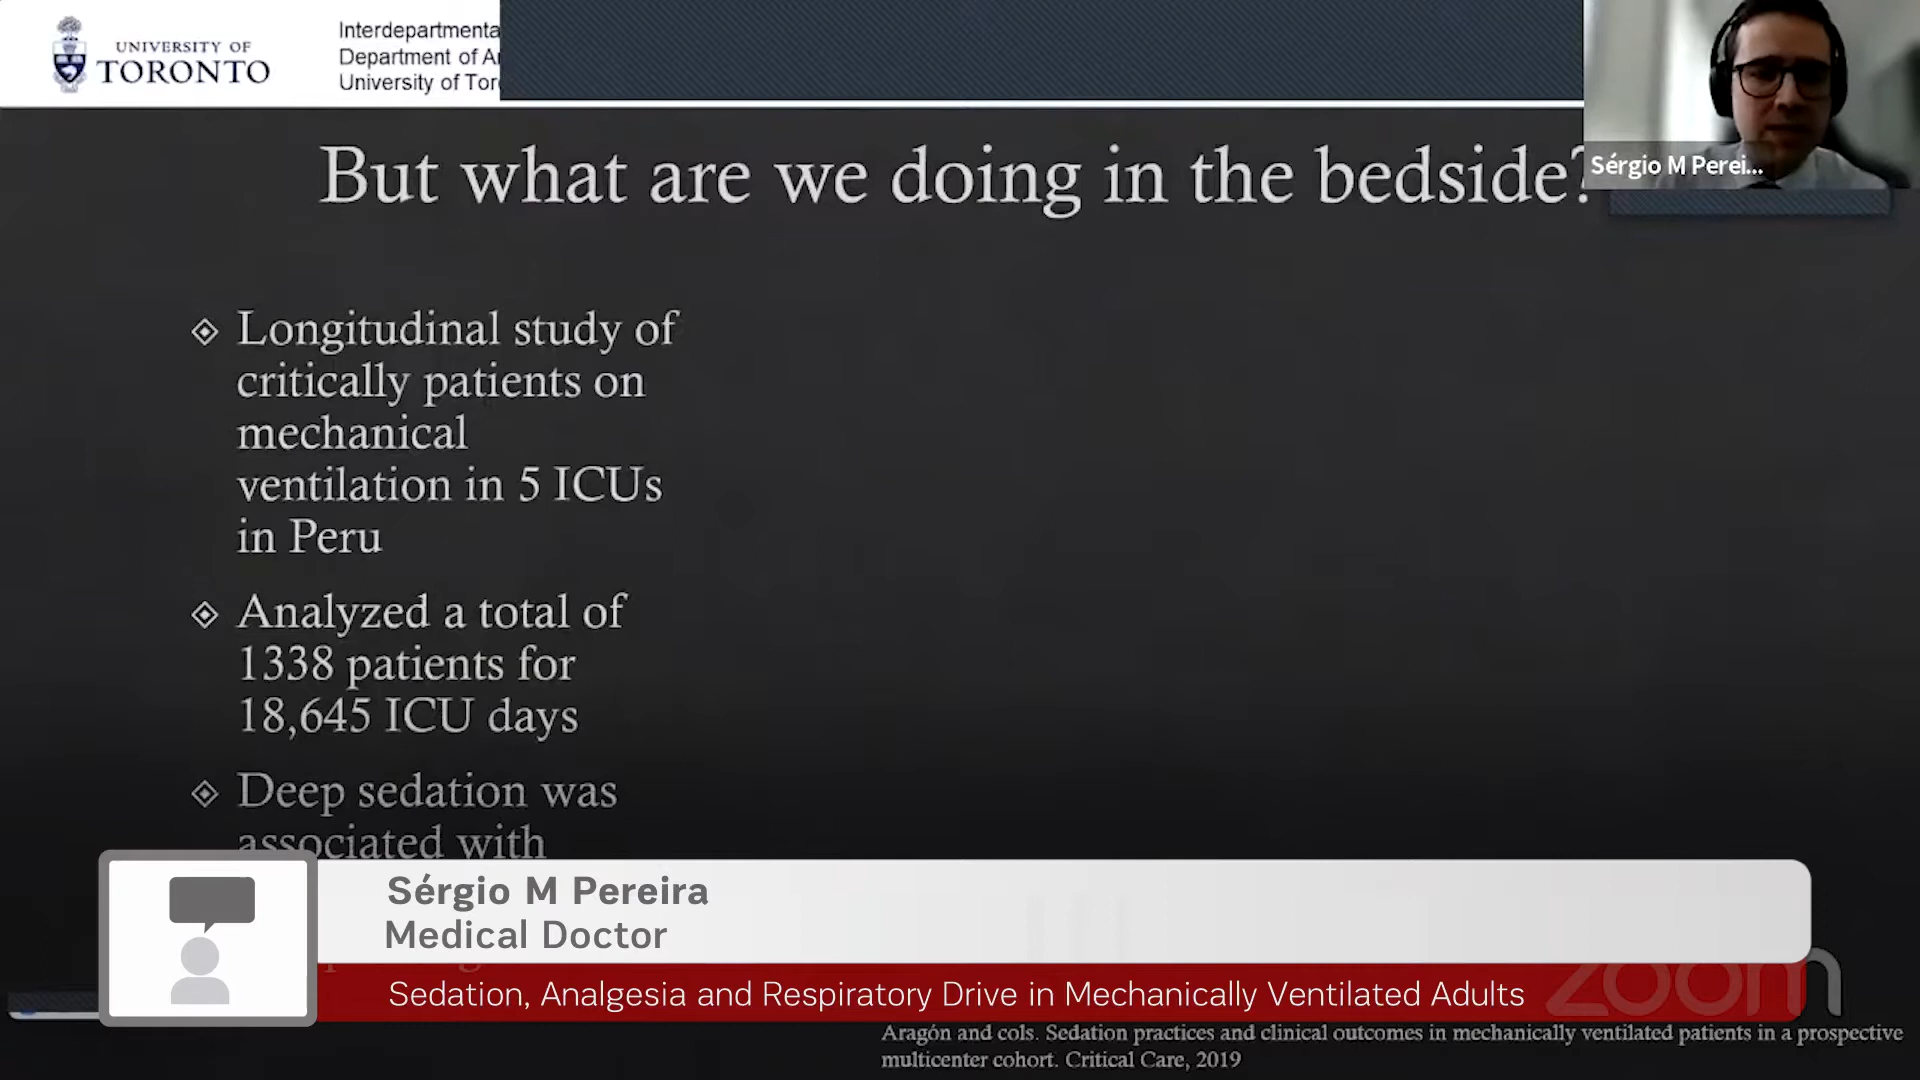 UNIVERSITY OF
TORONTO
Interdepartmenta
Department of A
University of Tor
Sérgio M Perei...
But what are we doing in the bedside?
Longitudinal study of
critically patients on
mechanical
ventilation in 5 ICUs
in Peru
Analyzed a total of
1338 patients for
18,645 ICU days
Deep sedation was
associated with
Sérgio M Pereira
Medical Doctor
Sedation, Analgesia and Respiratory Drive in Mechanically Ventilated Adults
zoom
Aragón and cols. Sedation practices and clinical outcomes in mechanically ventilated patients in a prospective
multicenter cohort. Critical Care, 2019